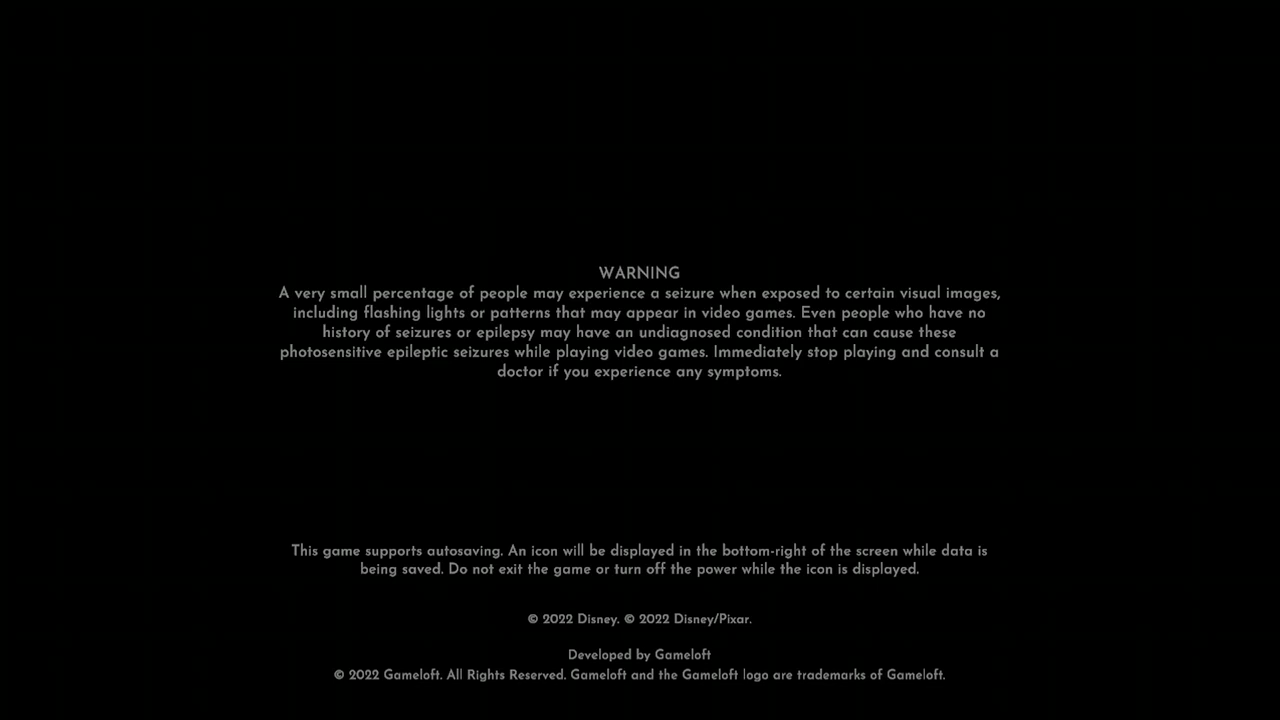 WARNING
A very small percentage of people may experience a seizure when exposed to certain visual images,
including flashing lights or patterns that may appear in video games. Even people who have no
history of seizures or epilepsy may have an undiagnosed condition that can cause these
photosensitive epileptic seizures while playing video games. Immediately stop playing and consult a
doctor if you experience any symptoms.
This game supports autosaving. An icon will be displayed in the bottom-right of the screen while data is
being saved. Do not exit the game or turn off the power while the icon is displayed.
© 2022 Disney. © 2022 Disney/Pixar.
Developed by Gameloft
© 2022 Gameloft. All Rights Reserved. Gameloft and the Gameloft logo are trademarks of Gameloft.